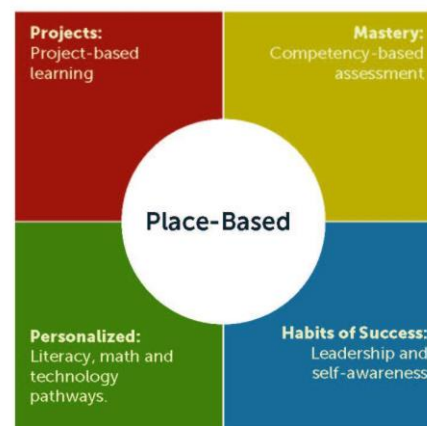 Projects:
Project-based
learning
Mastery:
Competency-based
assessment
Place-Based
Personalized:
Literacy, math and
technology
pathways.
Habits of Success:
Leadership and
self-awareness